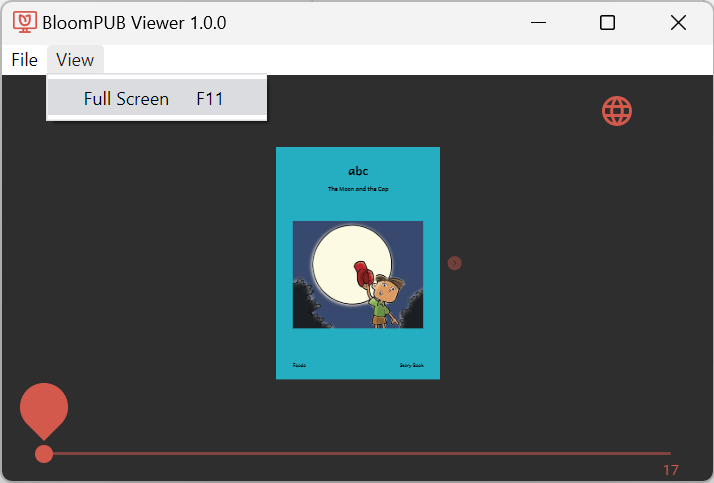 BloomPUB Viewer 1.0.0
File View
Full Screen F11
abc
The Moon and the Cap
Foodo Story Book
17